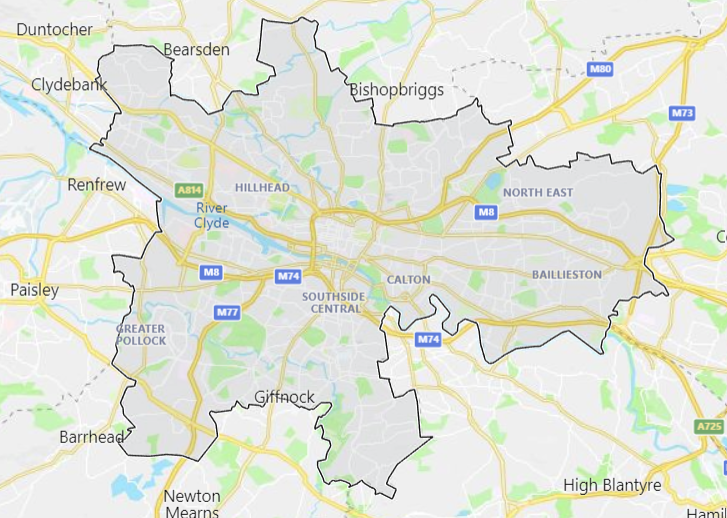 Duntocher
Bearsden
Clydebank
M80
Bishopbriggs
M73
Renfrew
A814
HILLHEAD
NORTH EAST
River
Clyde
M8
M8
M74
CALTON
BAILLIESTON
Paisley
SOUTHSIDE
CENTRAL
M77
GREATER
POLLOCK
M74
Giffnock
A725
Barrhead
High Blantyre
Newton
Mearns